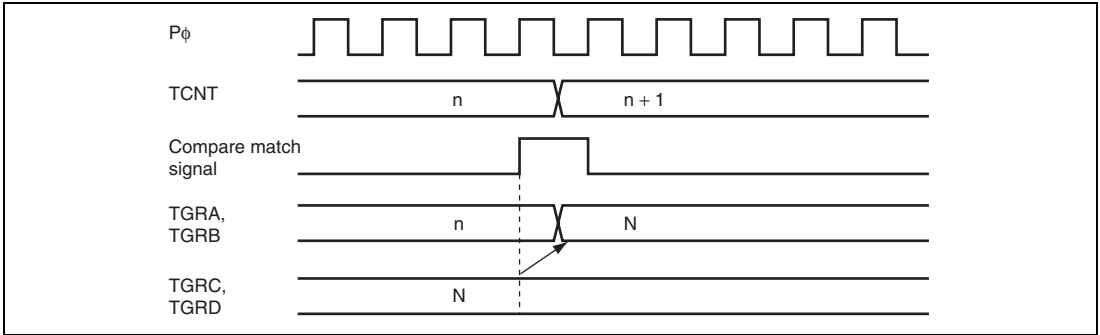 Pϕ
TCNT
n
n + 1
Compare match
signal
TGRA,
TGRB
n
N
TGRC,
TGRD
N